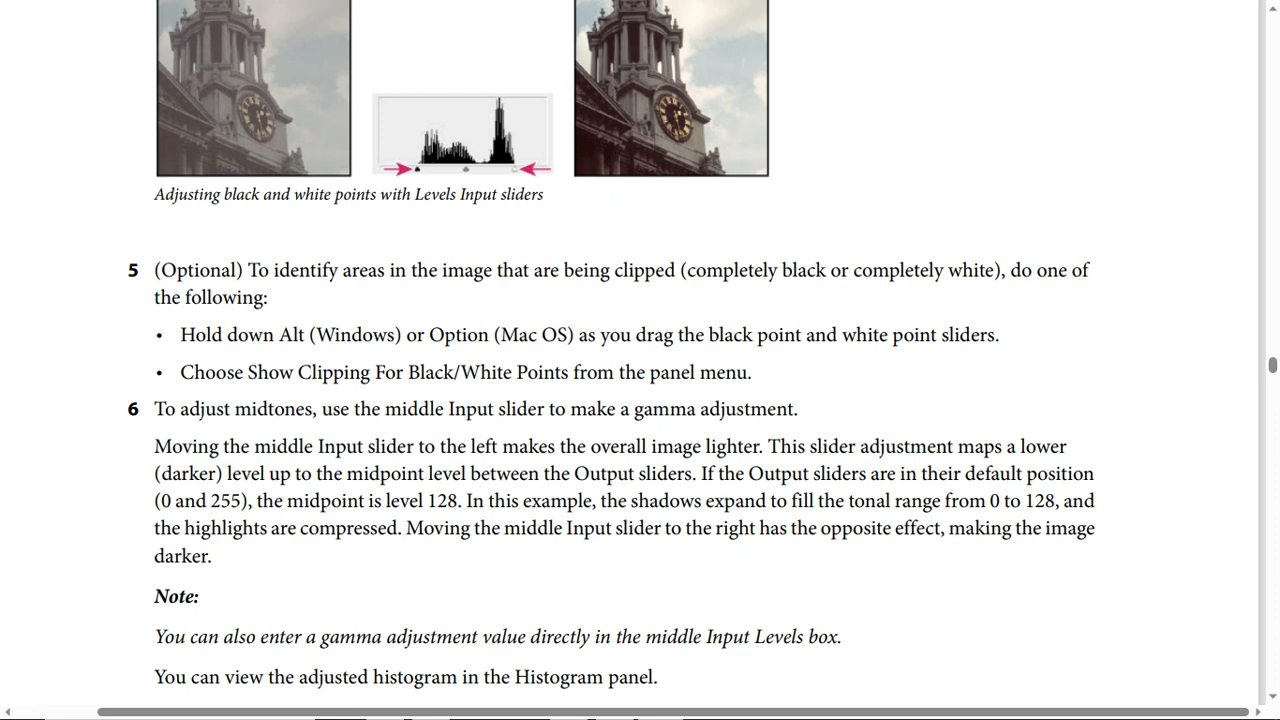 Adjusting black and white points with Levels Input sliders
5 (Optional) To identify areas in the image that are being clipped (completely black or completely white), do one of
the following:
• Hold down Alt (Windows) or Option (Mac OS) as you drag the black point and white point sliders.
• Choose Show Clipping For Black/White Points from the panel menu.
6 To adjust midtones, use the middle Input slider to make a gamma adjustment.
Moving the middle Input slider to the left makes the overall image lighter. This slider adjustment maps a lower
(darker) level up to the midpoint level between the Output sliders. If the Output sliders are in their default position
(0 and 255), the midpoint is level 128. In this example, the shadows expand to fill the tonal range from 0 to 128, and
the highlights are compressed. Moving the middle Input slider to the right has the opposite effect, making the image
darker.
Note:
You can also enter a gamma adjustment value directly in the middle Input Levels box.
You can view the adjusted histogram in the Histogram panel.